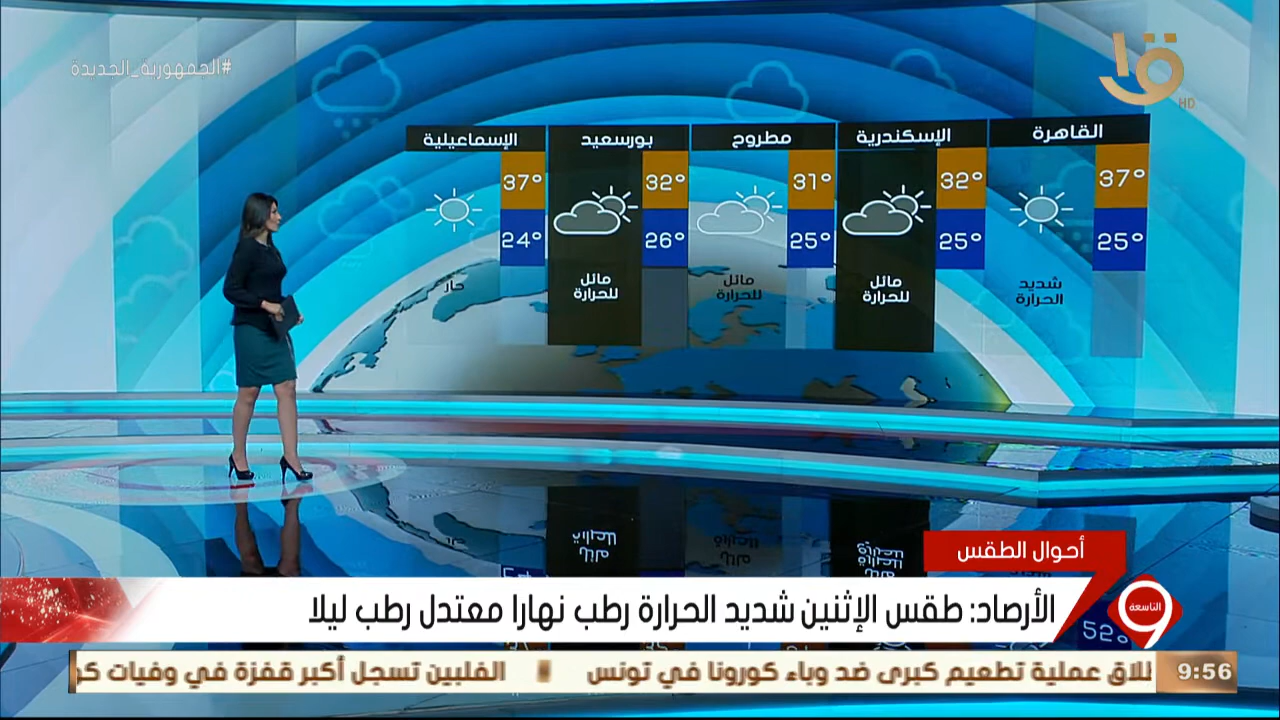 #الجمهورية_الجديدة
HD
القاهرة
37°
25°
شديد
الحرارة
الإسكندرية
32°
25°
مائل
للحرارة
مطروح
31°
25°
مائل
للحرارة
بورسعيد
32°
26°
مائل
للحرارة
الإسماعيلية
37°
24°
حار
أحوال الطقس
التاسعة
الأرصاد: طقس الإثنين شديد الحرارة رطب نهارا معتدل رطب ليلا
52°
9:56
عملية تطعيم كبرى ضد وباء كورونا في تونس
الفلبين تسجل أكبر قفزة في وفيات